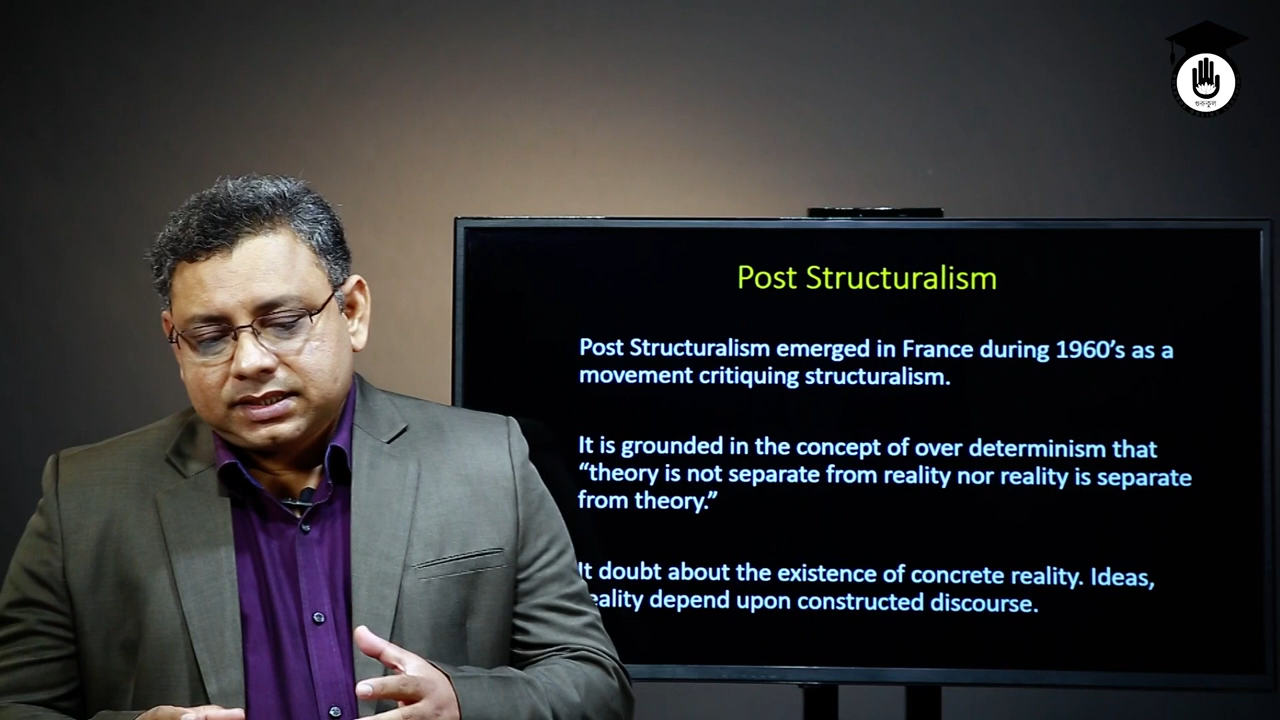 গুরুকুল
Post Structuralism
Post Structuralism emerged in France during 1960’s as a
movement critiquing structuralism.
It is grounded in the concept of over determinism that
“theory is not separate from reality nor reality is separate
from theory.”
It doubt about the existence of concrete reality. Ideas,
reality depend upon constructed discourse.